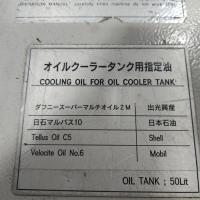 オイルクーラータンク用指定油
COOLING OIL FOR OIL COOLER TANK
ダフニースーパーマルチオイル2M 出光興産
日石マルパス10 日本石油
Tellus Oil C5 Shell
Velocite Oil No.6 Mobil
OIL TANK ; 50Lit